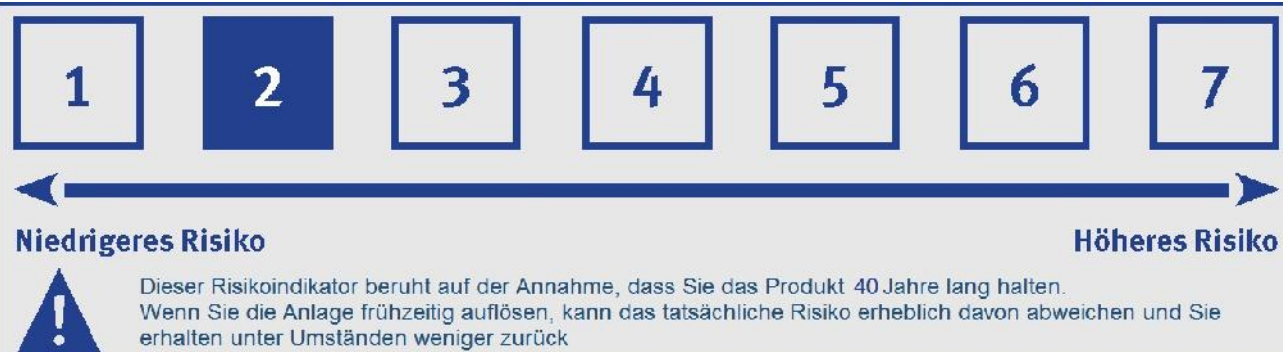 1 2 3 4 5 6 7
Niedrigeres Risiko Höheres Risiko
! Dieser Risikoindikator beruht auf der Annahme, dass Sie das Produkt 40 Jahre lang halten.
Wenn Sie die Anlage frühzeitig auflösen, kann das tatsächliche Risiko erheblich davon abweichen und Sie
erhalten unter Umständen weniger zurück